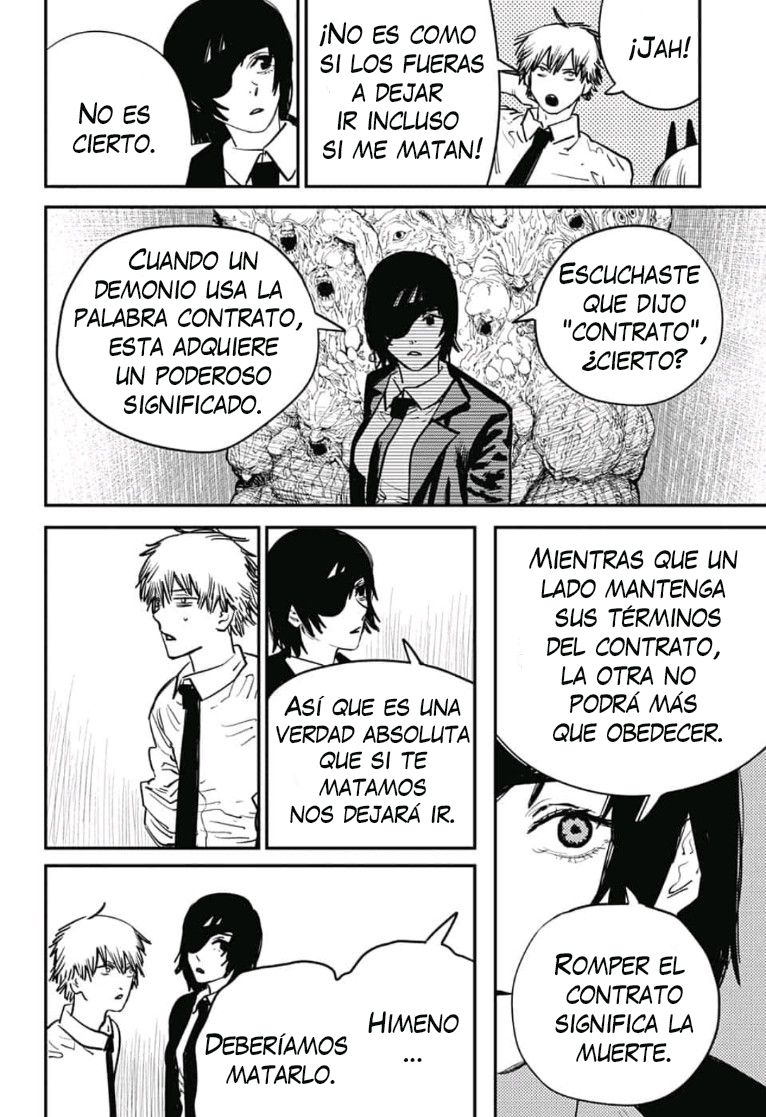 ¡Jah!
¡No es como
si los fueras
a dejar
ir incluso
si me matan!
No es
cierto.
Escuchaste
que dijo
"contrato",
¿cierto?
Cuando un
demonio usa la
palabra contrato,
esta adquiere
un poderoso
significado.
Mientras que un
lado mantenga
sus términos
del contrato,
la otra no
podrá más
que obedecer.
Romper el
contrato
significa la
muerte.
Así que es una
verdad absoluta
que si te
matamos
nos dejará ir.
Himeno
...
Deberíamos
matarlo.